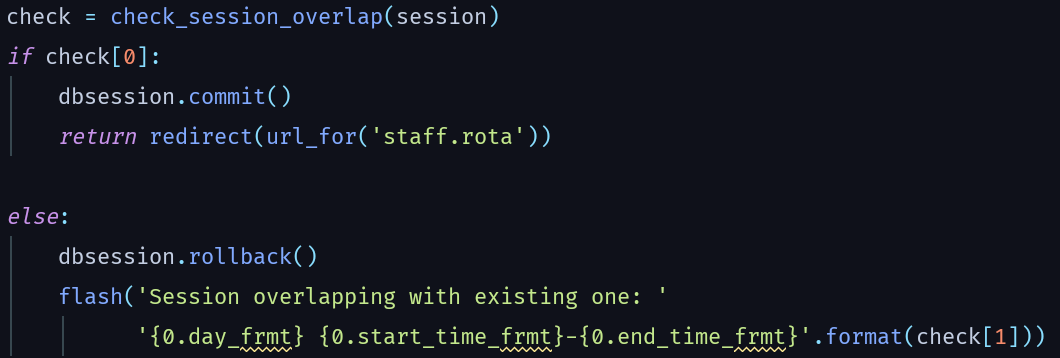 check = check_session_overlap(session)
if check[0]:
    dbsession.commit()
    return redirect(url_for('staff.rota'))

else:
    dbsession.rollback()
    flash('Session overlapping with existing one: '
          '{0.day_frmt} {0.start_time_frmt}-{0.end_time_frmt}'.format(check[1]))